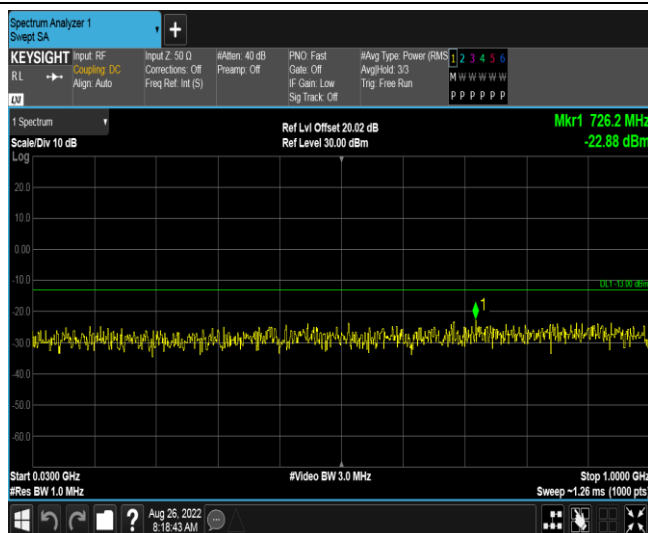 Spectrum Analyzer 1
Swept SA
KEYSIGHT
RL
LXI
Input: RF
Coupling: DC
Align: Auto
Input Z: 50 Ω
Corrections: Off
Freq Ref: Int (S)
#Atten: 40 dB
Preamp: Off
PNO: Fast
Gate: Off
IF Gain: Low
Sig Track: Off
#Avg Type: Power (RMS
Avg|Hold: 3/3
Trig: Free Run
1 2 3 4 5 6
M W W W W W
P P P P P P
1 Spectrum
Scale/Div 10 dB
Log
Ref Lvl Offset 20.02 dB
Ref Level 30.00 dBm
Mkr1 726.2 MHz
-22.88 dBm
20.0
10.0
0.00
-10.0
DL1 -13.00 dBm
-20.0
1
-30.0
-40.0
-50.0
-60.0
Start 0.0300 GHz
#Video BW 3.0 MHz
Stop 1.0000 GHz
#Res BW 1.0 MHz
Sweep ~1.26 ms (1000 pts)
?
Aug 26, 2022
8:18:43 AM